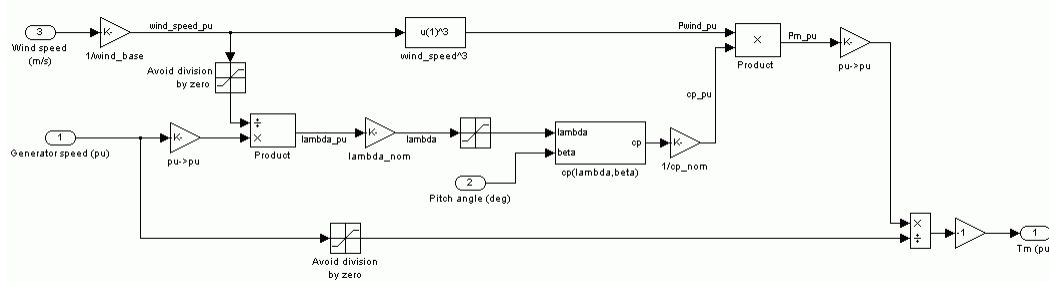 3
Wind speed
(m/s)
K-
1/wind_base
wind_speed_pu
u(1)^3
wind_speed^3
Pwind_pu
×
Product
Pm_pu
K-
pu->pu
Avoid division
by zero
cp_pu
1
Generator speed (pu)
K-
pu->pu
÷
×
Product
lambda_pu
K-
lambda_nom
lambda
lambda
beta
cp
cp(lambda,beta)
K-
1/cp_nom
2
Pitch angle (deg)
Avoid division
by zero
×
÷
-1
1
Tm (pu